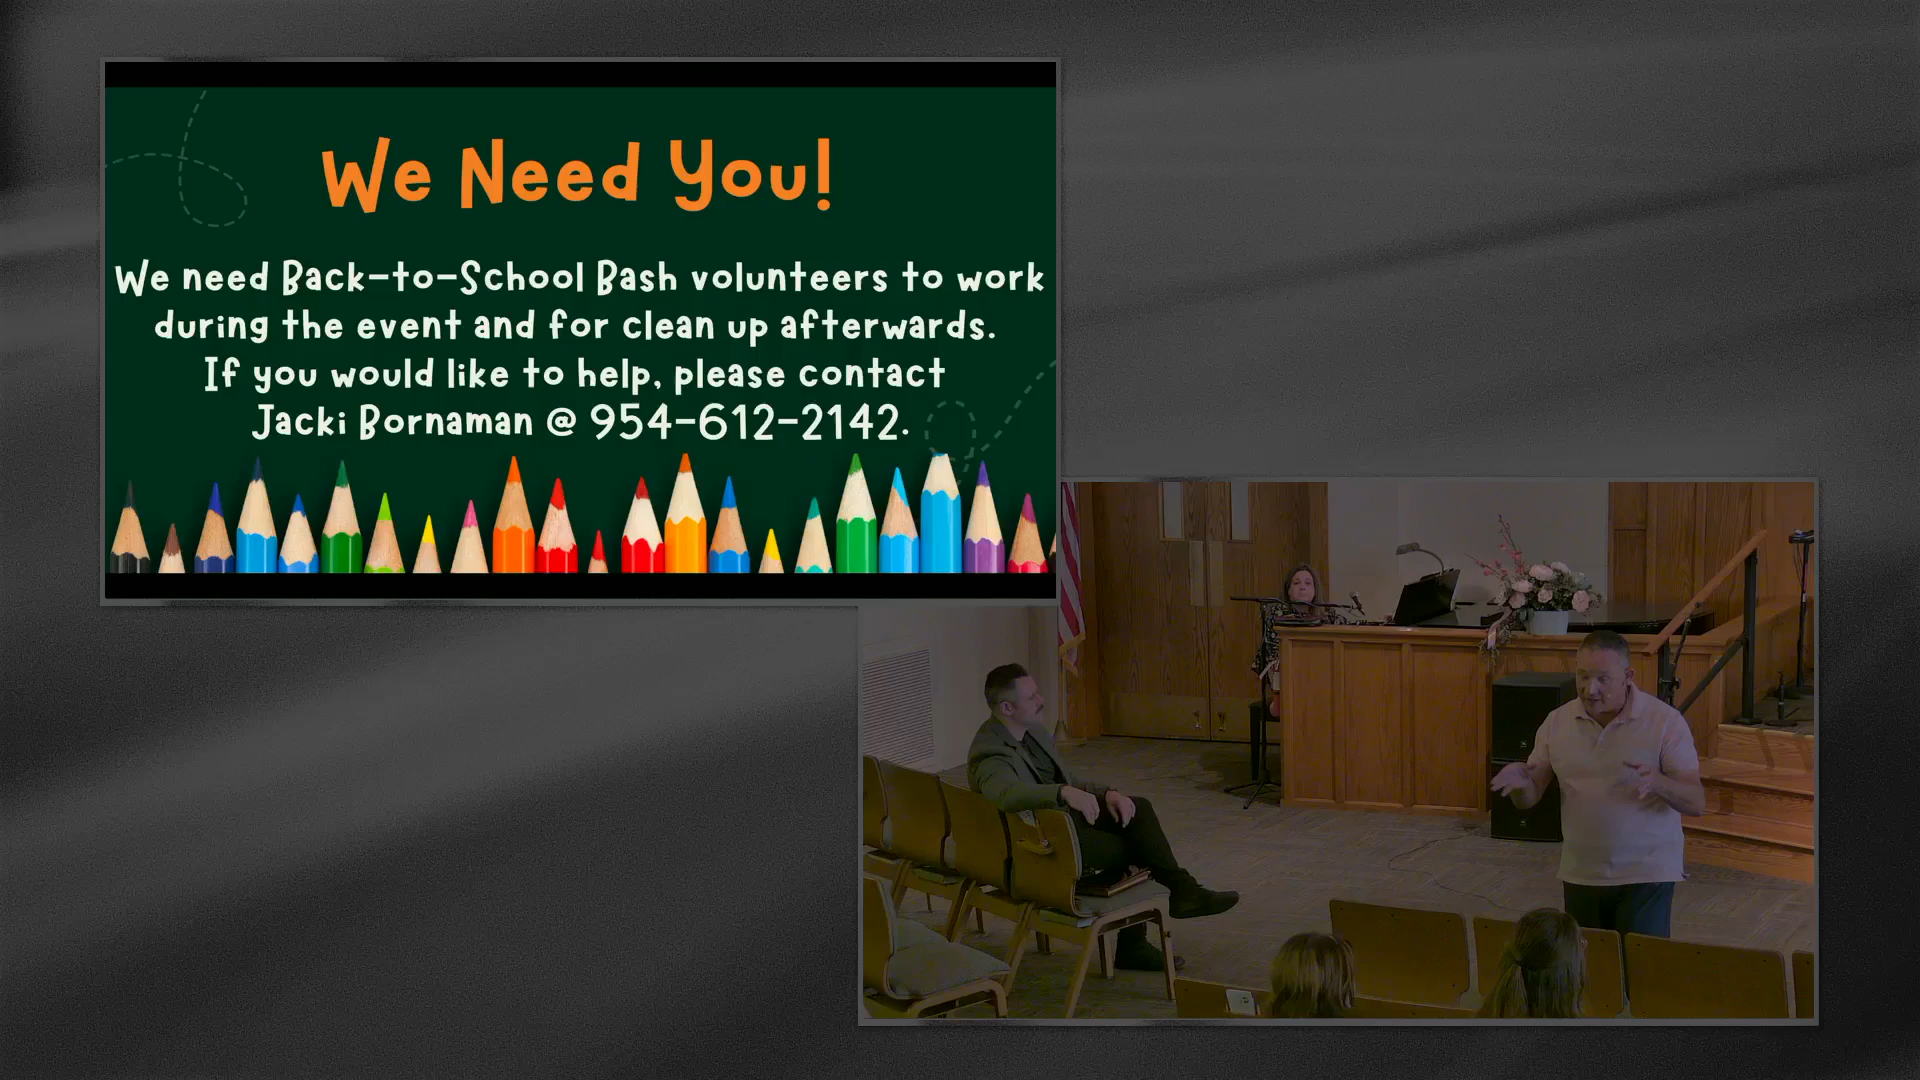 We Need You!
We need Back-to-School Bash volunteers to work
during the event and for clean up afterwards.
If you would like to help, please contact
Jacki Bornaman @ 954-612-2142.